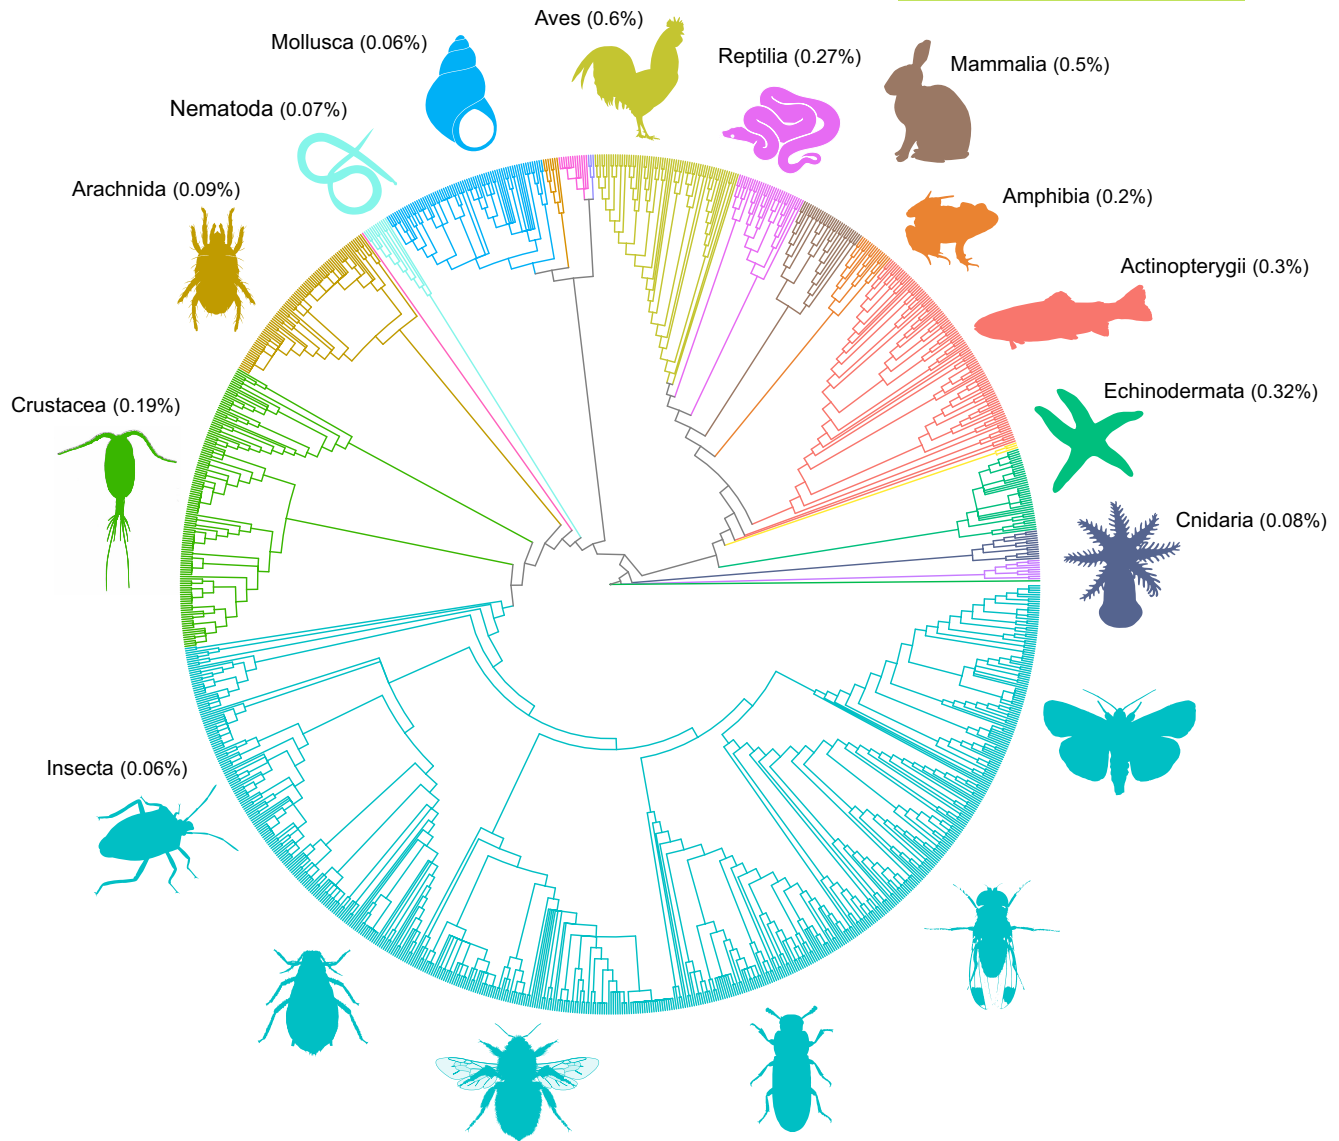 Aves (0.6%)
Mollusca (0.06%)
Reptilia (0.27%)
Mammalia (0.5%)
Nematoda (0.07%)
Arachnida (0.09%)
Amphibia (0.2%)
Actinopterygii (0.3%)
Echinodermata (0.32%)
Crustacea (0.19%)
Cnidaria (0.08%)
Insecta (0.06%)